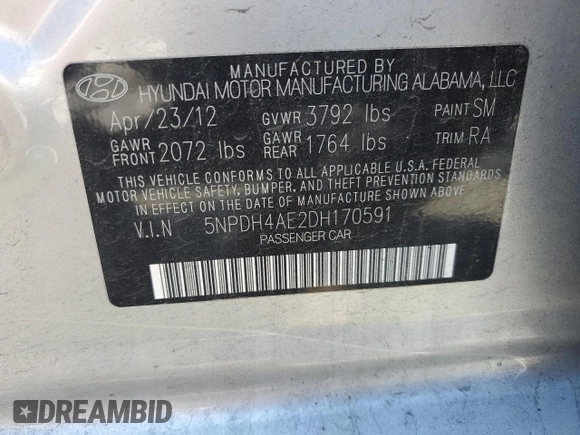 MANUFACTURED BY
HYUNDAI MOTOR MANUFACTURING ALABAMA, LLC
Apr/23/12 GVWR 3792 lbs PAINT SM
GAWR FRONT 2072 lbs GAWR REAR 1764 lbs TRIM RA
THIS VEHICLE CONFORMS TO ALL APPLICABLE U.S.A. FEDERAL
MOTOR VEHICLE SAFETY, BUMPER, AND THEFT PREVENTION
STANDARDS IN EFFECT ON THE DATE OF MANUFACTURE SHOWN ABOVE.
V.I.N 5NPDH4AE2DH170591
PASSENGER CAR
DREAMBID